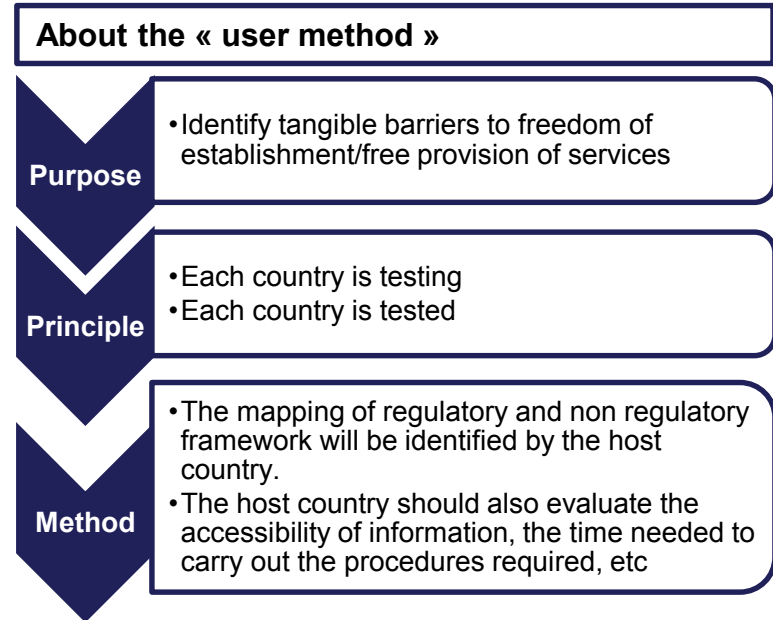 About the « user method »
Purpose
•Identify tangible barriers to freedom of
establishment/free provision of services
Principle
•Each country is testing
•Each country is tested
Method
•The mapping of regulatory and non regulatory
framework will be identified by the host
country.
•The host country should also evaluate the
accessibility of information, the time needed to
carry out the procedures required, etc